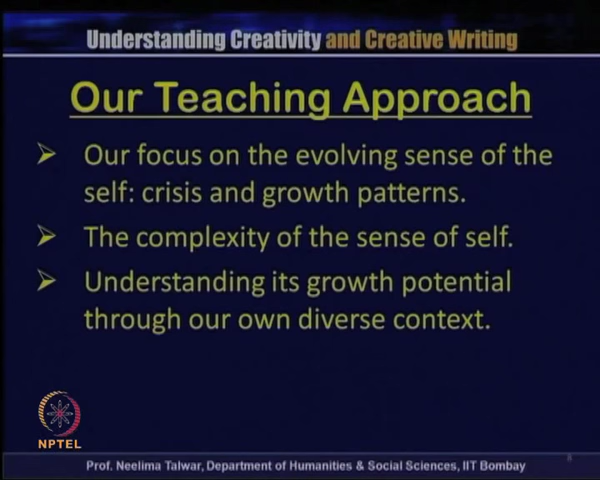 Understanding Creativity and Creative Writing
Our Teaching Approach
Our focus on the evolving sense of the
self: crisis and growth patterns.
The complexity of the sense of self.
Understanding its growth potential
through our own diverse context.
NPTEL
Prof. Neelima Talwar, Department of Humanities & Social Sciences, IIT Bombay
8